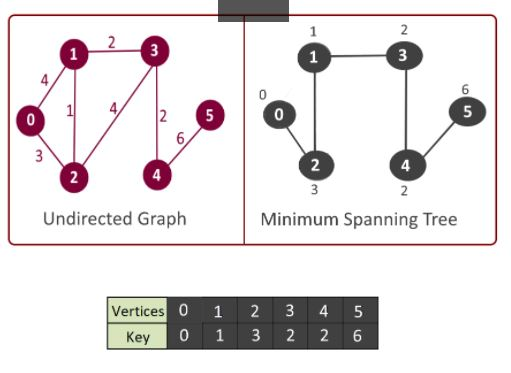 1 2 3
4
1 4 2 5
0 6
3
2 4
Undirected Graph
1 2
1 3
0 6
0 5
2 4
3 2
Minimum Spanning Tree
Vertices 0 1 2 3 4 5
Key 0 1 3 2 2 6